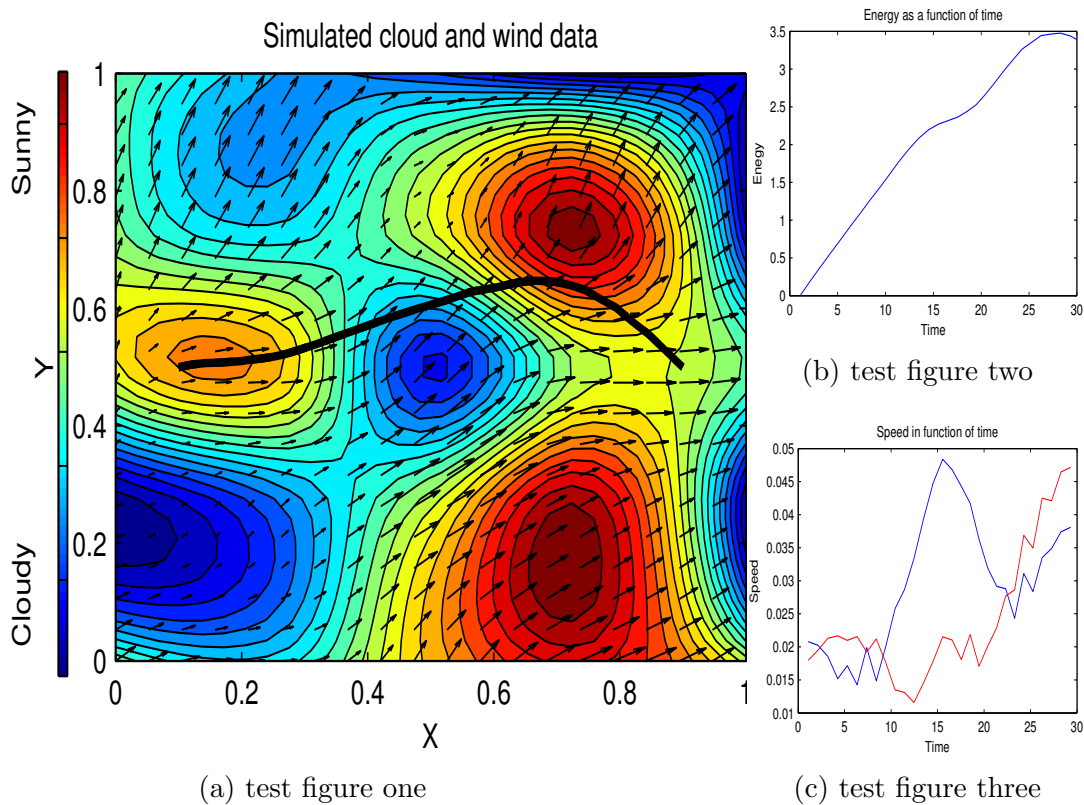 Simulated cloud and wind data
Sunny
Cloudy
Y
1
0.8
0.6
0.4
0.2
0
0 0.2 0.4 0.6 0.8 1
X
(a) test figure one
Energy as a function of time
Enegy
3.5
3
2.5
2
1.5
1
0.5
0
0 5 10 15 20 25 30
Time
(b) test figure two
Speed in function of time
Speed
0.05
0.045
0.04
0.035
0.03
0.025
0.02
0.015
0.01
0 5 10 15 20 25 30
Time
(c) test figure three